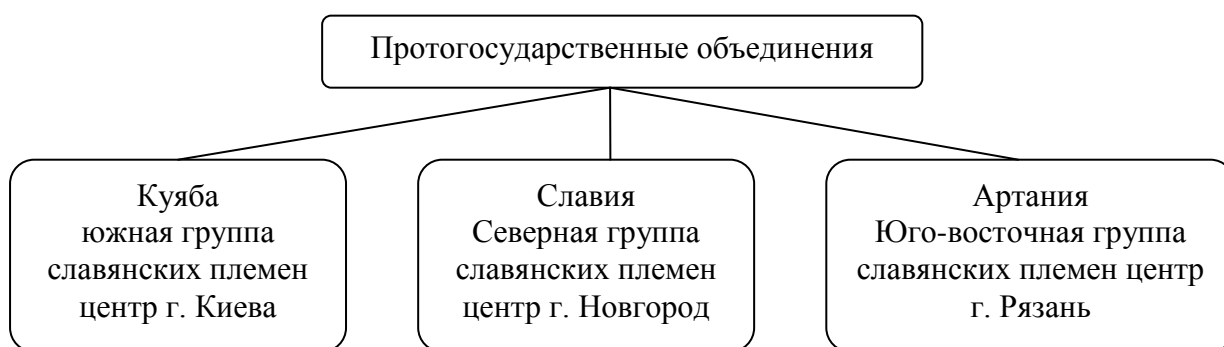 Протогосударственные объединения
Куяба
южная группа
славянских племен
центр г. Киева
Славия
Северная группа
славянских племен
центр г. Новгород
Артания
Юго-восточная группа
славянских племен центр
г. Рязань